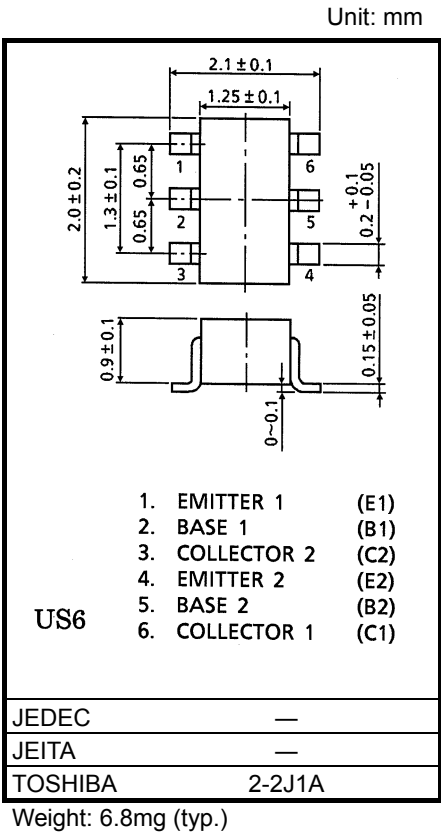 Unit: mm
2.1±0.1
1.25±0.1
2.0±0.2
1.3±0.1
0.65
0.65
1
2
3
6
5
4
+0.1
0.2-0.05
0.9±0.1
0.15±0.05
0~0.1
1. EMITTER 1 (E1)
2. BASE 1 (B1)
3. COLLECTOR 2 (C2)
4. EMITTER 2 (E2)
5. BASE 2 (B2)
6. COLLECTOR 1 (C1)
US6
JEDEC —
JEITA —
TOSHIBA 2-2J1A
Weight: 6.8mg (typ.)